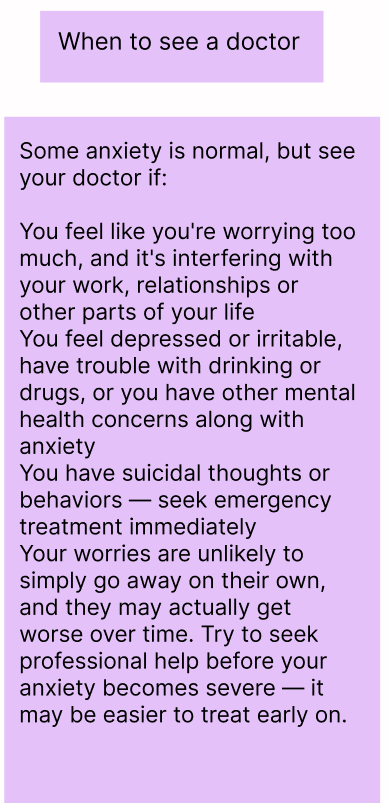 When to see a doctor
Some anxiety is normal, but see
your doctor if:
You feel like you're worrying too
much, and it's interfering with
your work, relationships or
other parts of your life
You feel depressed or irritable,
have trouble with drinking or
drugs, or you have other mental
health concerns along with
anxiety
You have suicidal thoughts or
behaviors — seek emergency
treatment immediately
Your worries are unlikely to
simply go away on their own,
and they may actually get
worse over time. Try to seek
professional help before your
anxiety becomes severe — it
may be easier to treat early on.